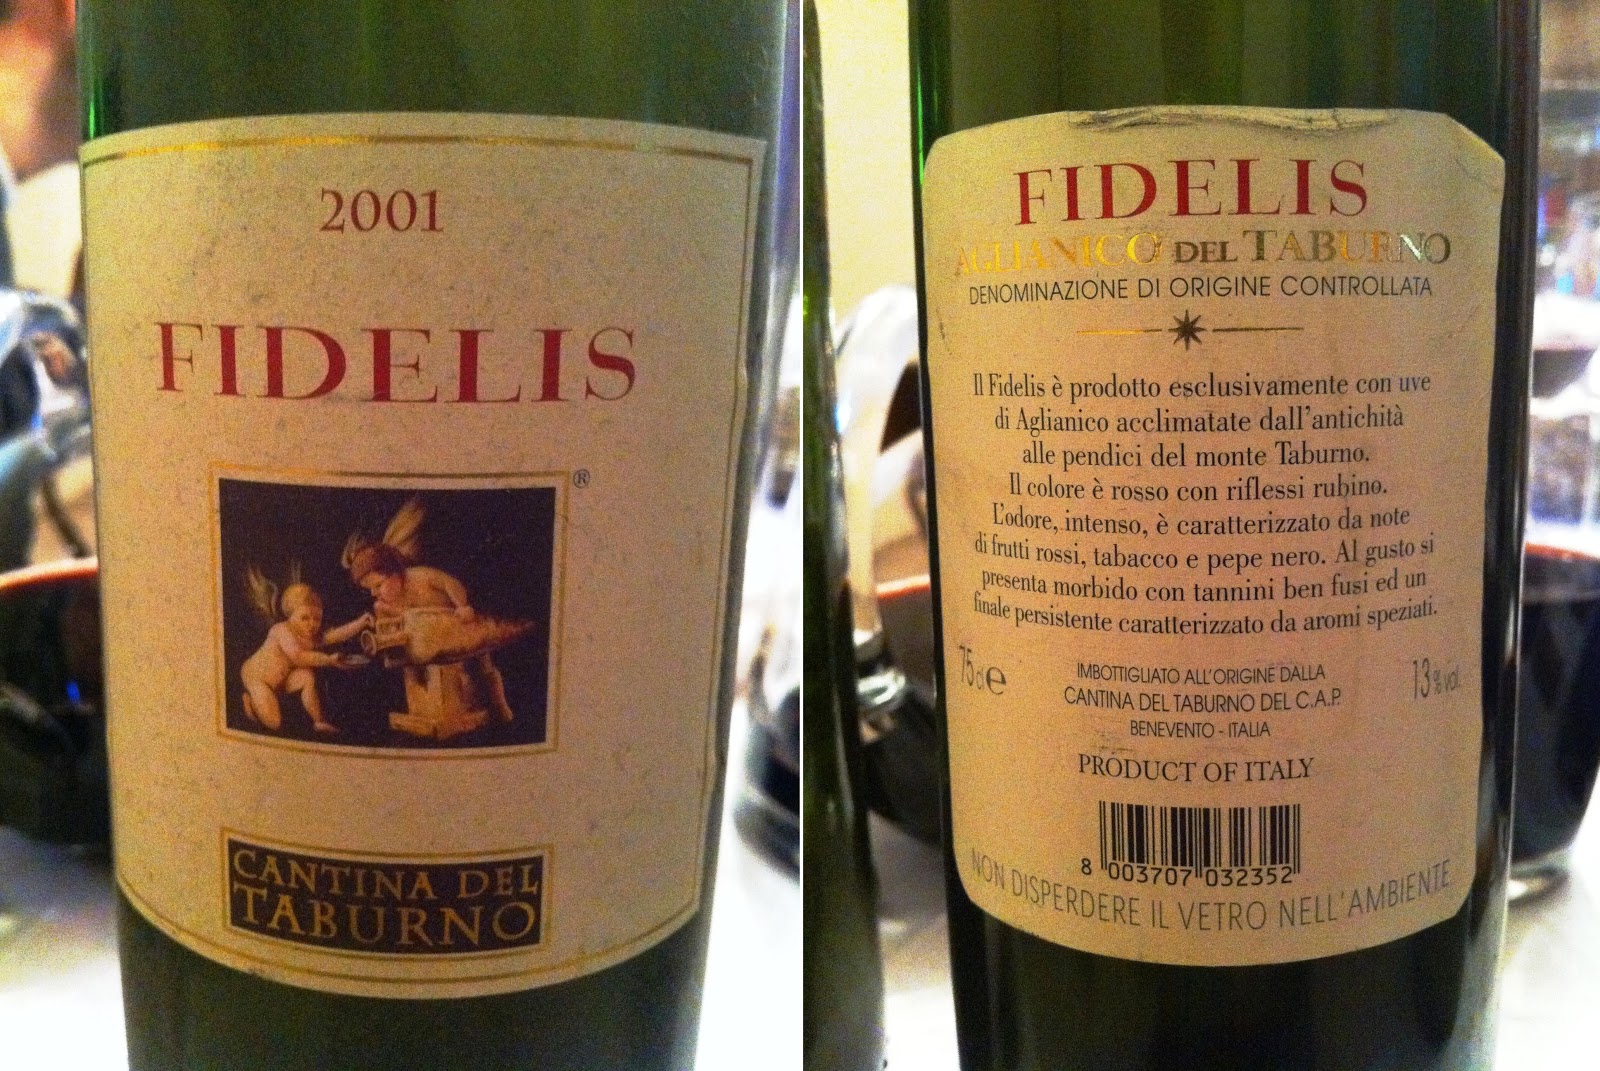 2001
FIDELIS
®
CANTINA DEL
TABURNO
FIDELIS
AGLIANICO DEL TABURNO
DENOMINAZIONE DI ORIGINE CONTROLLATA
Il Fidelis è prodotto esclusivamente con uve
di Aglianico acclimatate dall'antichità
alle pendici del monte Taburno.
Il colore è rosso con riflessi rubino.
L'odore, intenso, è caratterizzato da note
di frutti rossi, tabacco e pepe nero. Al gusto si
presenta morbido con tannini ben fusi ed un
finale persistente caratterizzato da aromi speziati.
75cl e
IMBOTTIGLIATO ALL'ORIGINE DALLA
CANTINA DEL TABURNO DEL C.A.P.
BENEVENTO - ITALIA
13% vol.
PRODUCT OF ITALY
8 003707 032352
NON DISPERDERE IL VETRO NELL'AMBIENTE